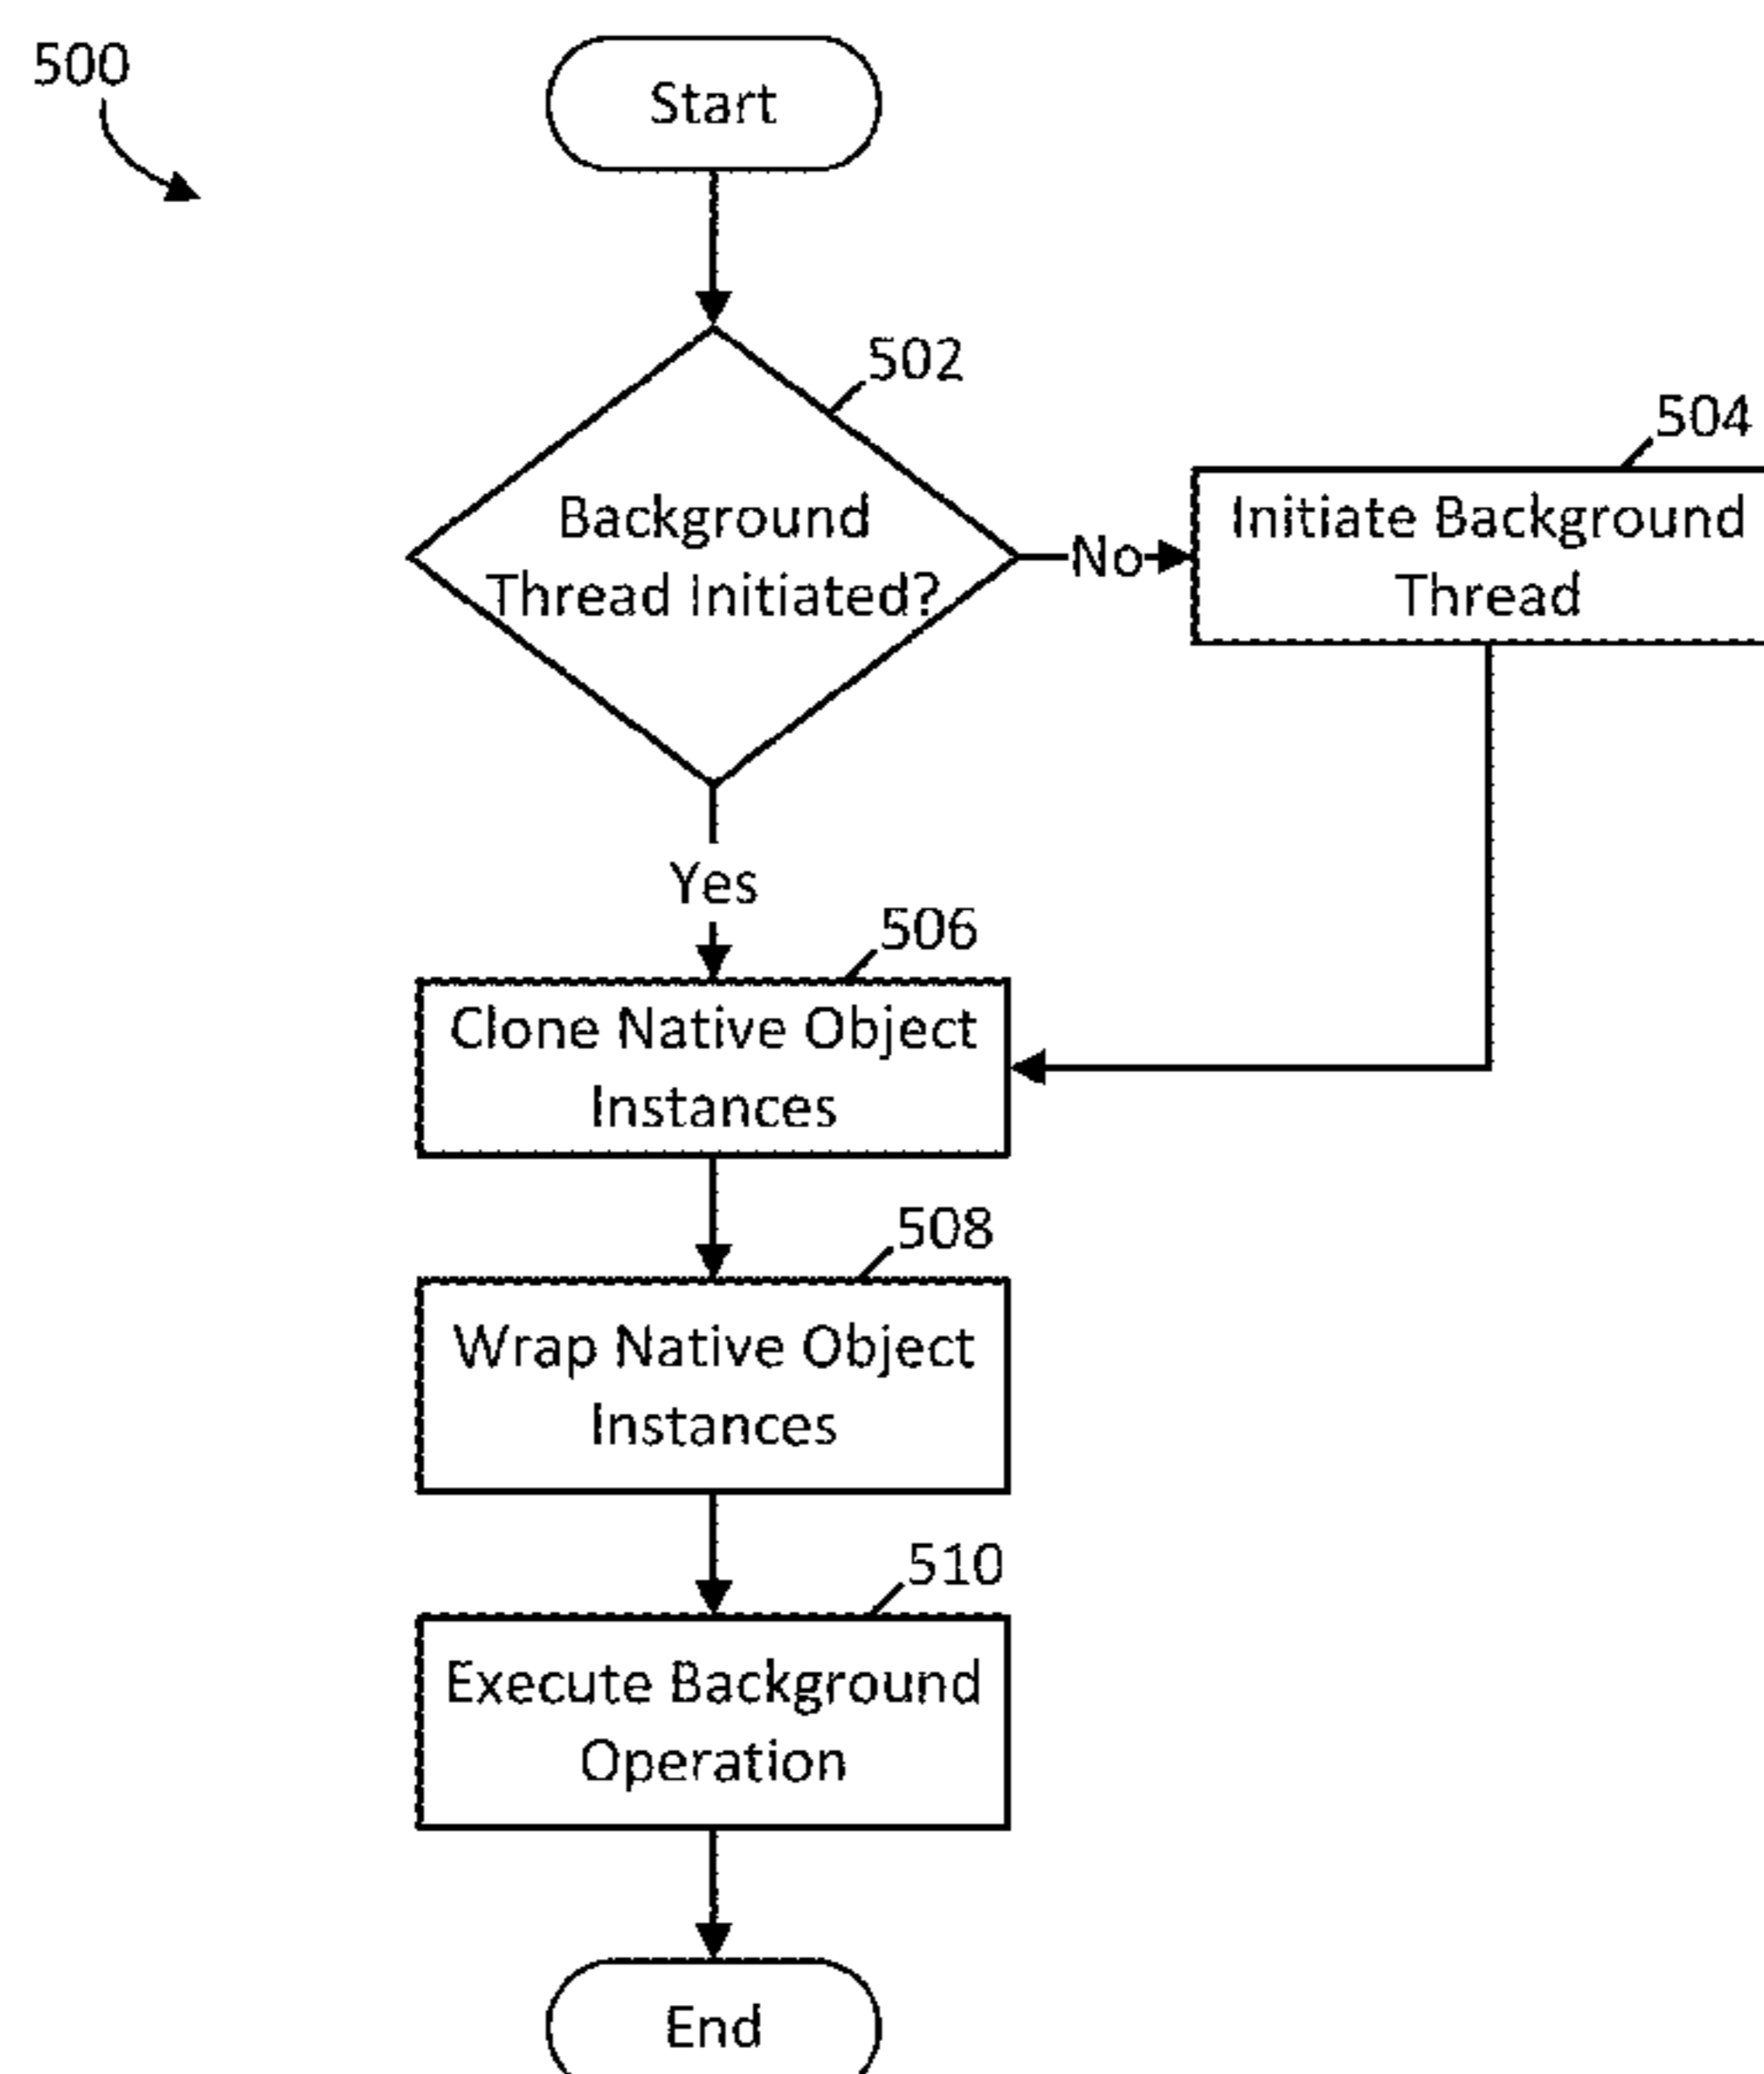 500
Start
502
Background
Thread Initiated?
No
504
Initiate Background
Thread
Yes
506
Clone Native Object
Instances
508
Wrap Native Object
Instances
510
Execute Background
Operation
End